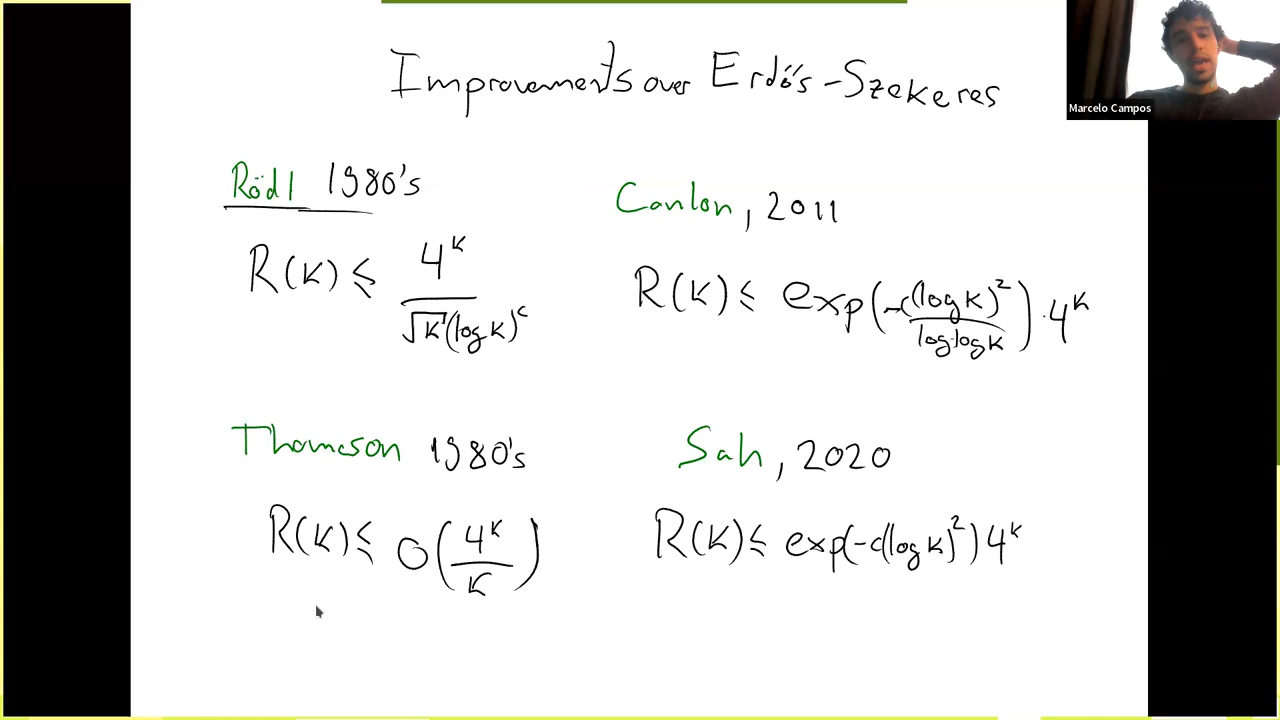 Improvements over Erdős-Szekeres
Marcelo Campos
Rödl 1980's
R(k) ≤ 4^k / √k (log k)^c
Conlon, 2011
R(k) ≤ exp(-c (log k)^2 / log log k) · 4^k
Thomason 1980's
R(k) ≤ O(4^k / k)
Sah, 2020
R(k) ≤ exp(-c(log k)^2) 4^k